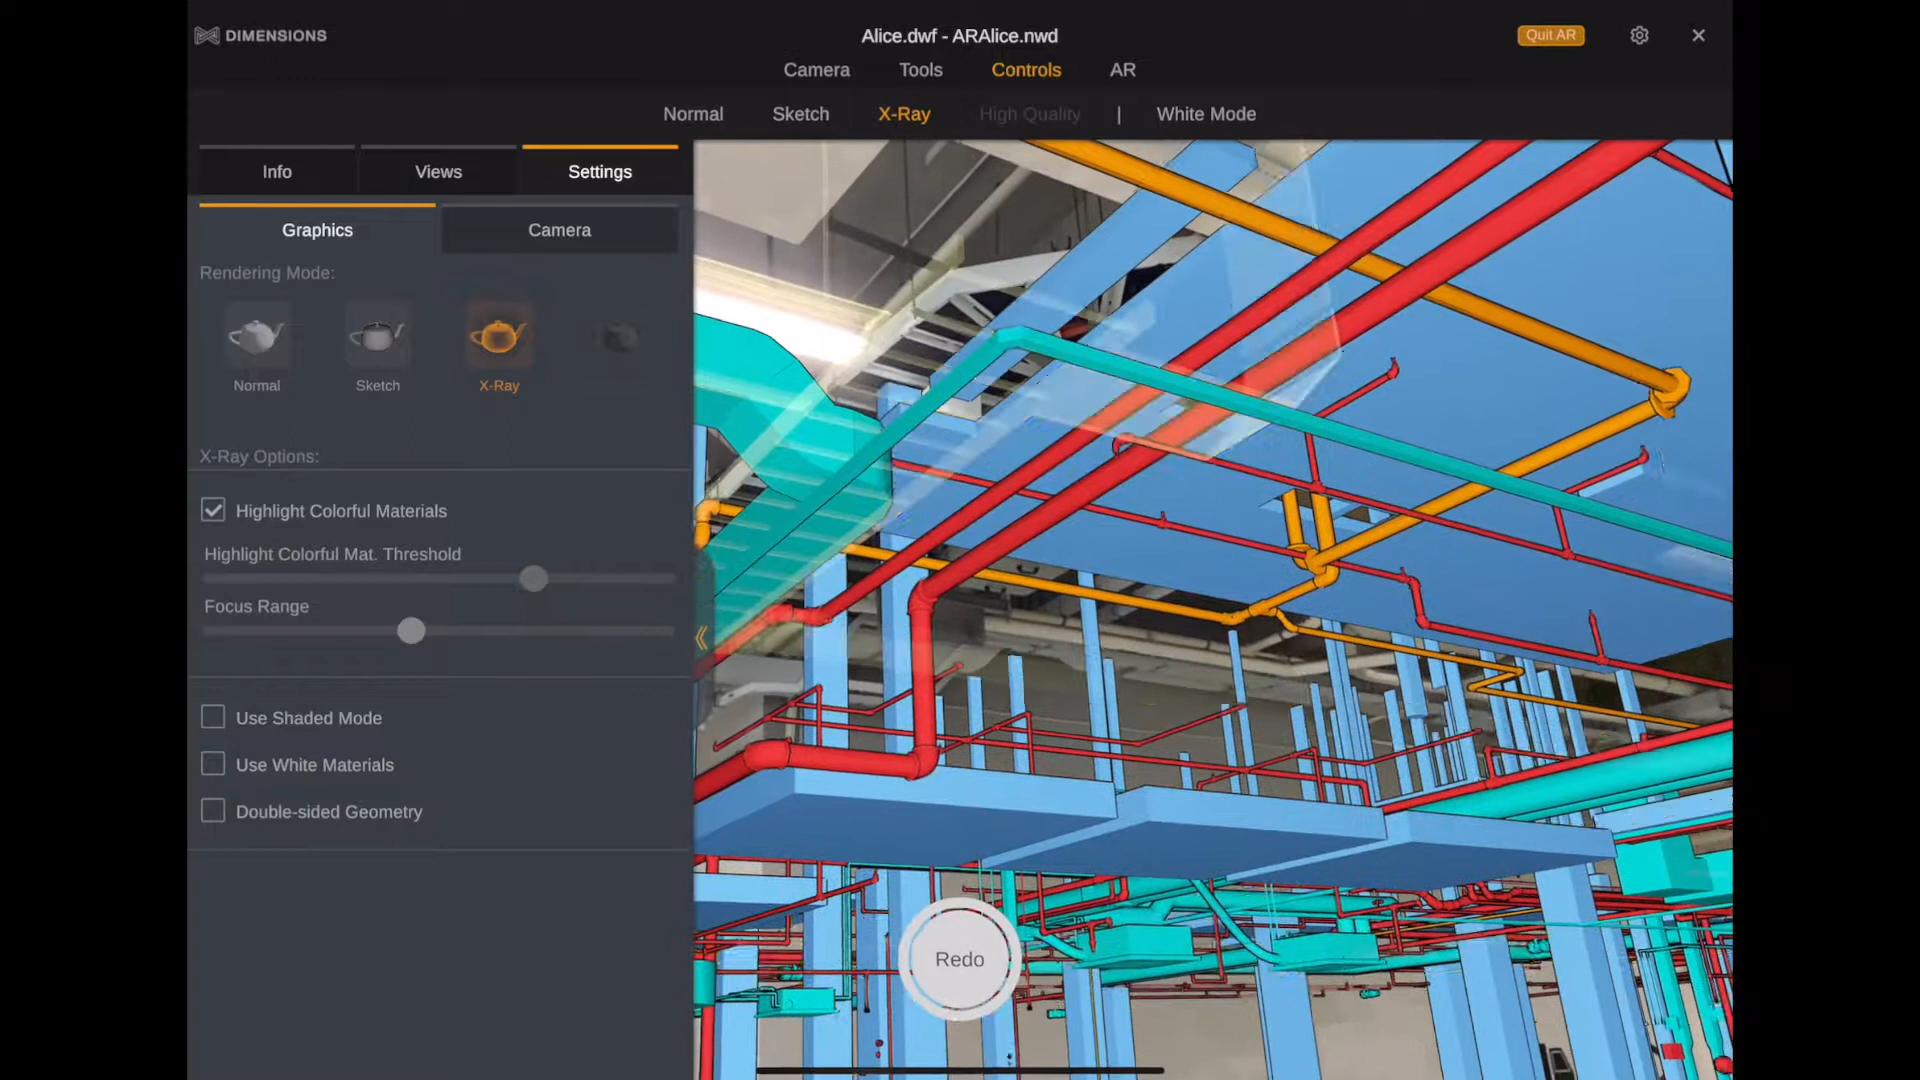 DIMENSIONS
Alice.dwf - ARAlice.nwd
Quit AR
Camera Tools Controls AR
Normal Sketch X-Ray High Quality | White Mode
Info Views Settings
Graphics Camera
Rendering Mode:
Normal Sketch X-Ray
X-Ray Options:
Highlight Colorful Materials
Highlight Colorful Mat. Threshold
Focus Range
Use Shaded Mode
Use White Materials
Double-sided Geometry
Redo